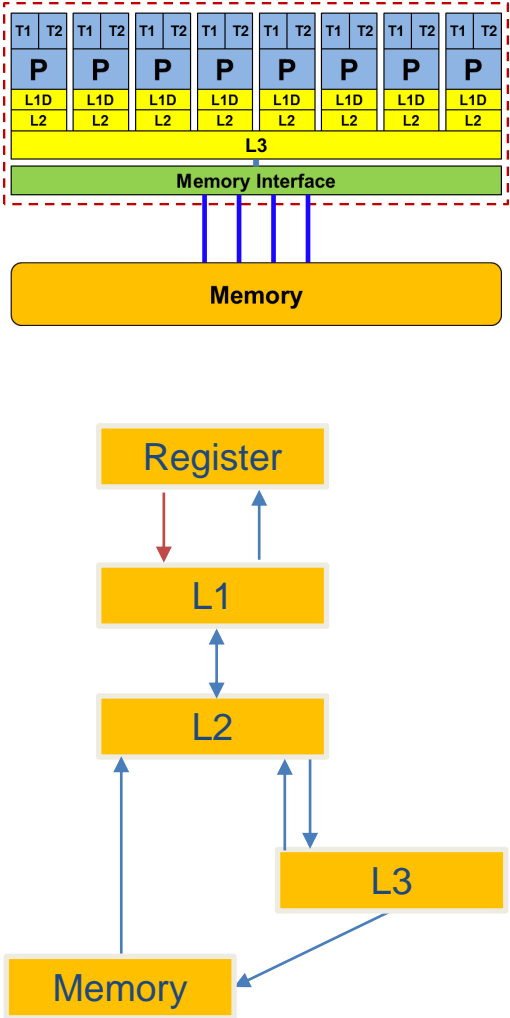 T1 T2 T1 T2 T1 T2 T1 T2 T1 T2 T1 T2 T1 T2 T1 T2
P P P P P P P P
L1D L1D L1D L1D L1D L1D L1D L1D
L2 L2 L2 L2 L2 L2 L2 L2
L3
Memory Interface
Memory
Register
L1
L2
L3
Memory